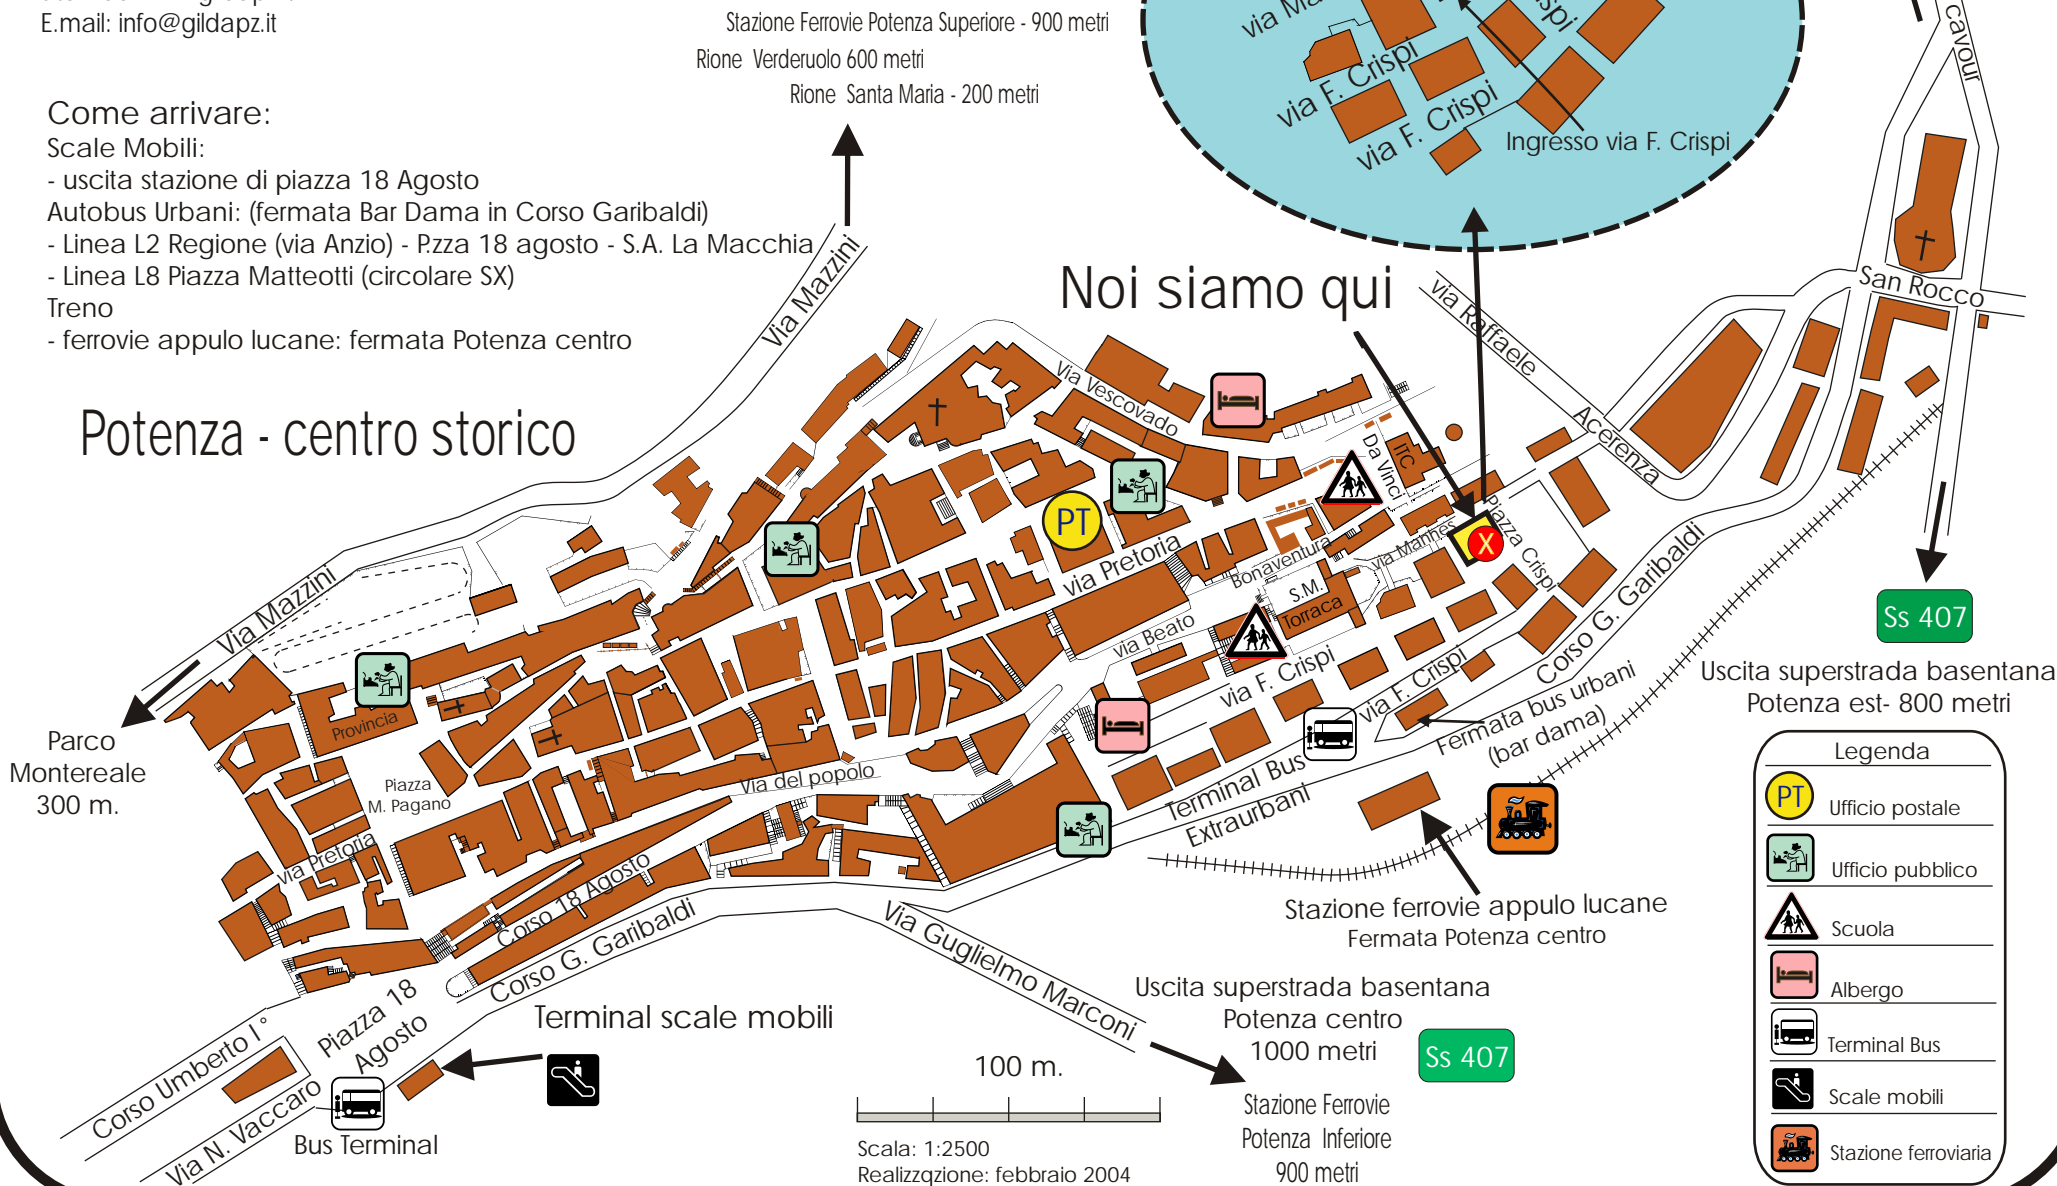 E.mail: info@gildapz.it
Stazione Ferrovie Potenza Superiore - 900 metri
Rione Verderuolo 600 metri
Rione Santa Maria - 200 metri
Come arrivare:
Scale Mobili:
- uscita stazione di piazza 18 Agosto
Autobus Urbani: (fermata Bar Dama in Corso Garibaldi)
- Linea L2 Regione (via Anzio) - P.zza 18 agosto - S.A. La Macchia
- Linea L8 Piazza Matteotti (circolare SX)
Treno
- ferrovie appulo lucane: fermata Potenza centro
Potenza - centro storico
via F. Crispi
via F. Crispi
Ingresso via F. Crispi
cavour
San Rocco
Noi siamo qui
via Raffaele
Acerenza
Via Mazzini
Via Vescovado
ITC
Da Vinci
Piazza Crispi
via Manhes
Bonaventura
S.M.
Torraca
PT
via Pretoria
via Beato
X
Corso G. Garibaldi
via F. Crispi
via F. Crispi
Fermata bus urbani
(bar dama)
Terminal Bus
Extraurbani
Via Mazzini
Parco
Montereale
300 m.
Provincia
Piazza
M. Pagano
Via del popolo
via Pretoria
Corso 18 Agosto
Corso G. Garibaldi
Via Guglielmo Marconi
Piazza 18
Agosto
Corso Umberto I°
Via N. Vaccaro
Bus Terminal
Terminal scale mobili
Stazione ferrovie appulo lucane
Fermata Potenza centro
Uscita superstrada basentana
Potenza centro
1000 metri
Ss 407
Stazione Ferrovie
Potenza Inferiore
900 metri
100 m.
Scala: 1:2500
Realizzqzione: febbraio 2004
Ss 407
Uscita superstrada basentana
Potenza est- 800 metri
Legenda
PT
Ufficio postale
Ufficio pubblico
Scuola
Albergo
Terminal Bus
Scale mobili
Stazione ferroviaria